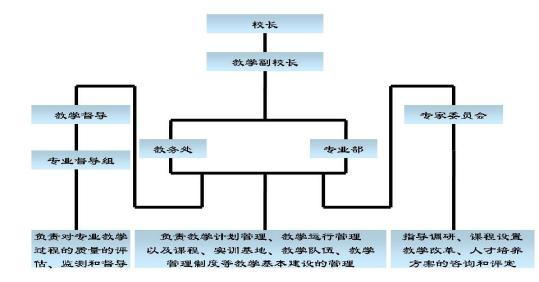 校长
教学副校长
教学督导
专家委员会
教务处
专业部
专业督导组
负责对专业教学
过程的质量的评
估、监测和督导
负责教学计划管理、教学运行管理
以及课程、实训基地、教学队伍、教学
管理制度等教学基本建设的管理
指导调研、课程设置
教学改革、人才培养
方案的咨询和评定